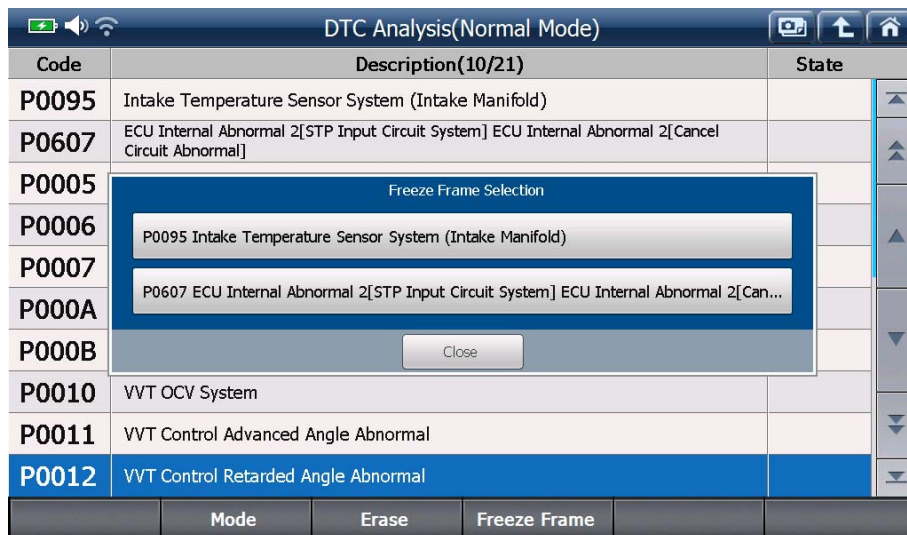 DTC Analysis(Normal Mode)
Code
Description(10/21)
State
P0095
Intake Temperature Sensor System (Intake Manifold)
P0607
ECU Internal Abnormal 2[STP Input Circuit System] ECU Internal Abnormal 2[Cancel
Circuit Abnormal]
P0005
P0006
P0007
P000A
P000B
Freeze Frame Selection
P0095 Intake Temperature Sensor System (Intake Manifold)
P0607 ECU Internal Abnormal 2[STP Input Circuit System] ECU Internal Abnormal 2[Can...
Close
P0010
VVT OCV System
P0011
VVT Control Advanced Angle Abnormal
P0012
VVT Control Retarded Angle Abnormal
Mode
Erase
Freeze Frame